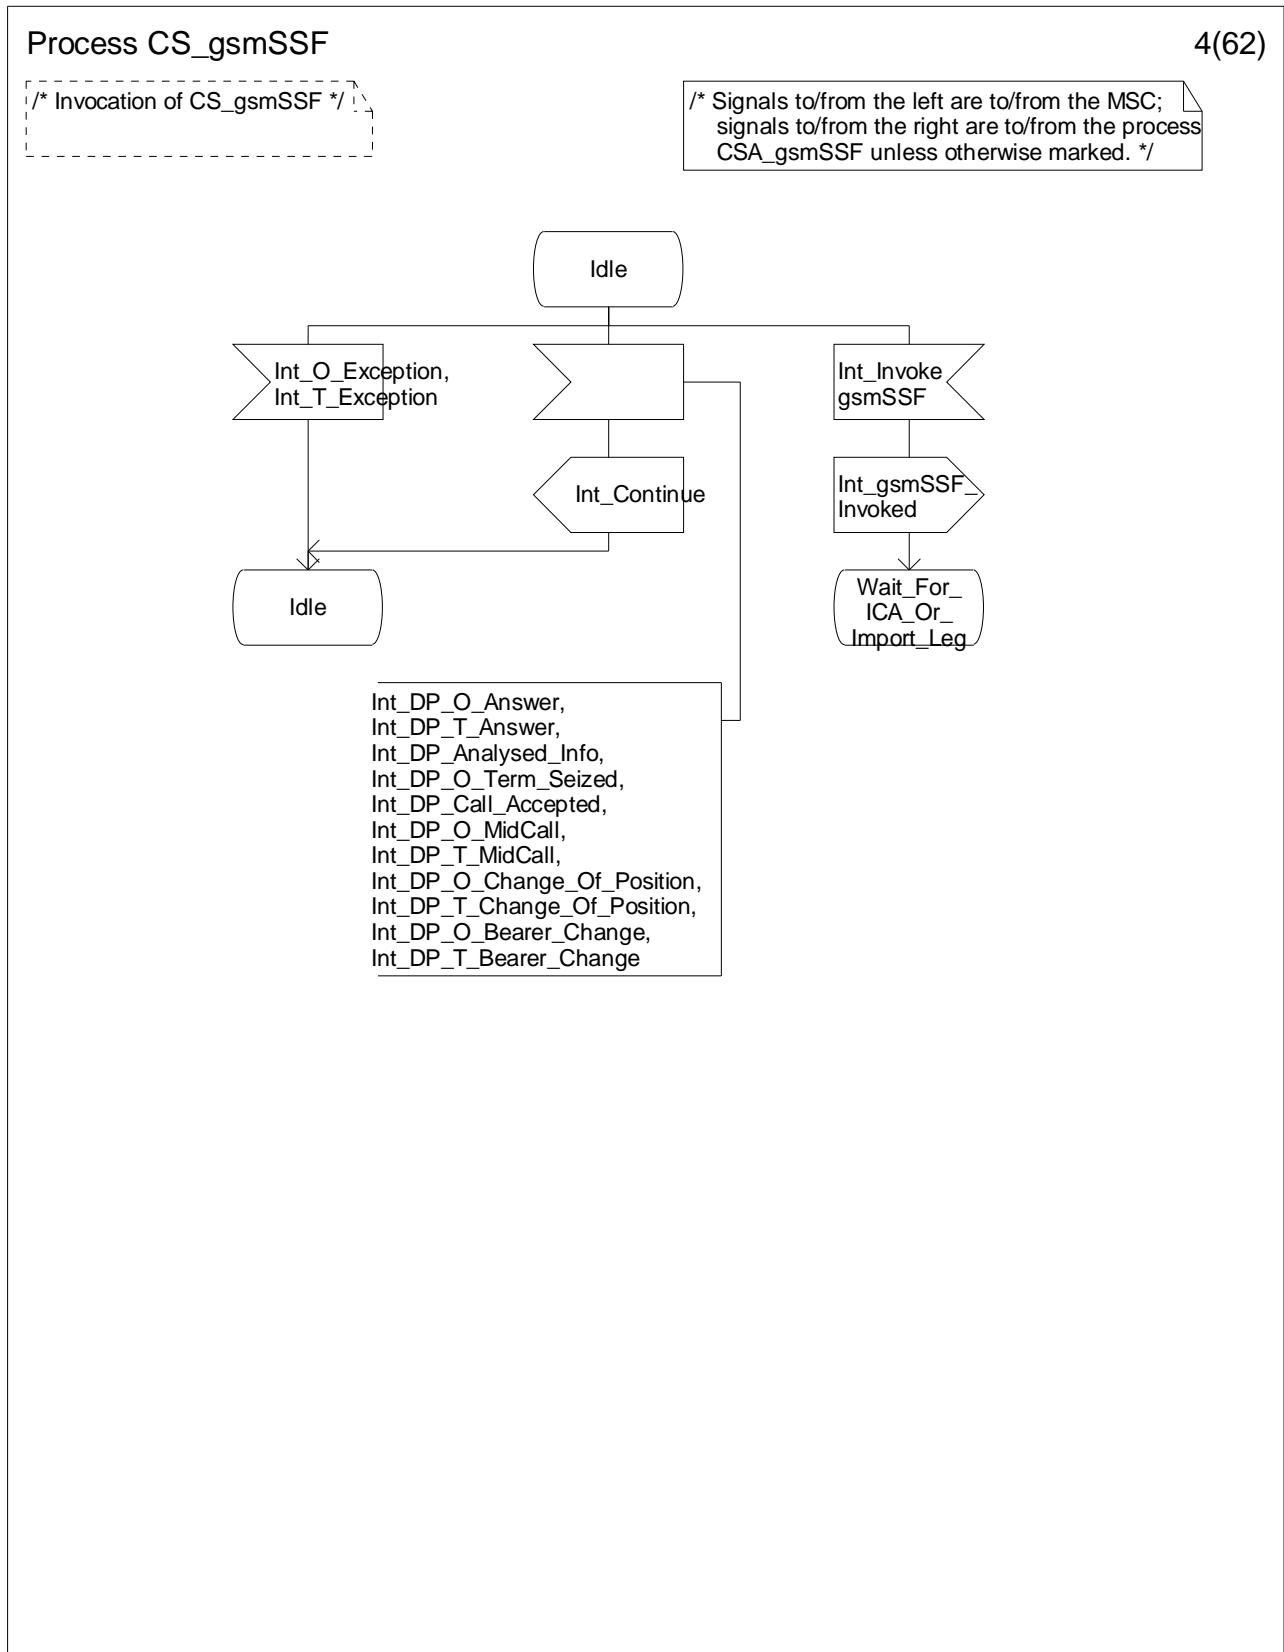 Process CS_gsmSSF
4(62)
/* Invocation of CS_gsmSSF */
/* Signals to/from the left are to/from the MSC;
signals to/from the right are to/from the process
CSA_gsmSSF unless otherwise marked. */
Idle
Int_O_Exception,
Int_T_Exception
Int_Invoke
gsmSSF
Int_Continue
Int_gsmSSF_
Invoked
Idle
Wait_For_
ICA_Or_
Import_Leg
Int_DP_O_Answer,
Int_DP_T_Answer,
Int_DP_Analysed_Info,
Int_DP_O_Term_Seized,
Int_DP_Call_Accepted,
Int_DP_O_MidCall,
Int_DP_T_MidCall,
Int_DP_O_Change_Of_Position,
Int_DP_T_Change_Of_Position,
Int_DP_O_Bearer_Change,
Int_DP_T_Bearer_Change